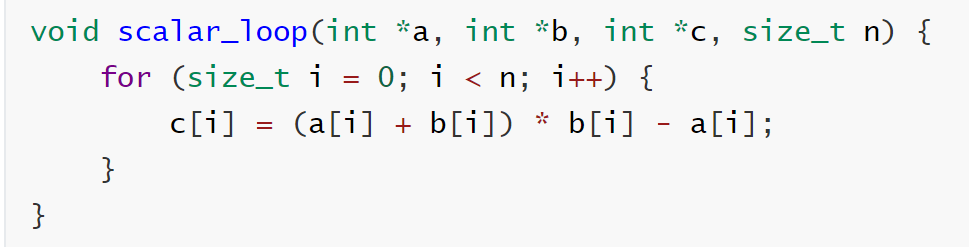 void scalar_loop(int *a, int *b, int *c, size_t n) {
    for (size_t i = 0; i < n; i++) {
        c[i] = (a[i] + b[i]) * b[i] - a[i];
    }
}